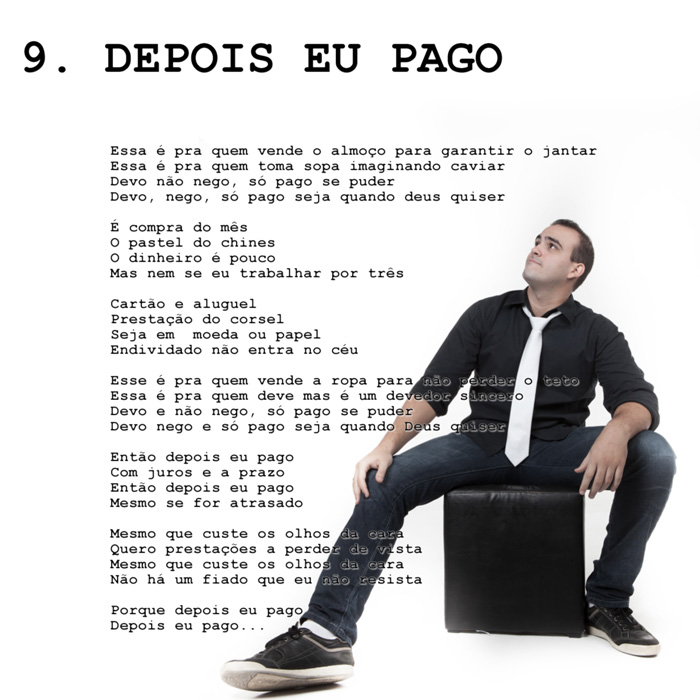 9. DEPOIS EU PAGO
Essa é pra quem vende o almoço para garantir o jantar
Essa é pra quem toma sopa imaginando caviar
Devo não nego, só pago se puder
Devo, nego, só pago seja quando deus quiser
É compra do mês
O pastel do chines
O dinheiro é pouco
Mas nem se eu trabalhar por três
Cartão e aluguel
Prestação do corsel
Seja em  moeda ou papel
Endividado não entra no céu
Esse é pra quem vende a ropa para não perder o teto
Essa é pra quem deve mas é um devedor sincero
Devo e não nego, só pago se puder
Devo nego e só pago seja quando Deus quiser
Então depois eu pago
Com juros e a prazo
Então depois eu pago
Mesmo se for atrasado
Mesmo que custe os olhos da cara
Quero prestações a perder de vista
Mesmo que custe os olhos da cara
Não há um fiado que eu não resista
Porque depois eu pago
Depois eu pago...